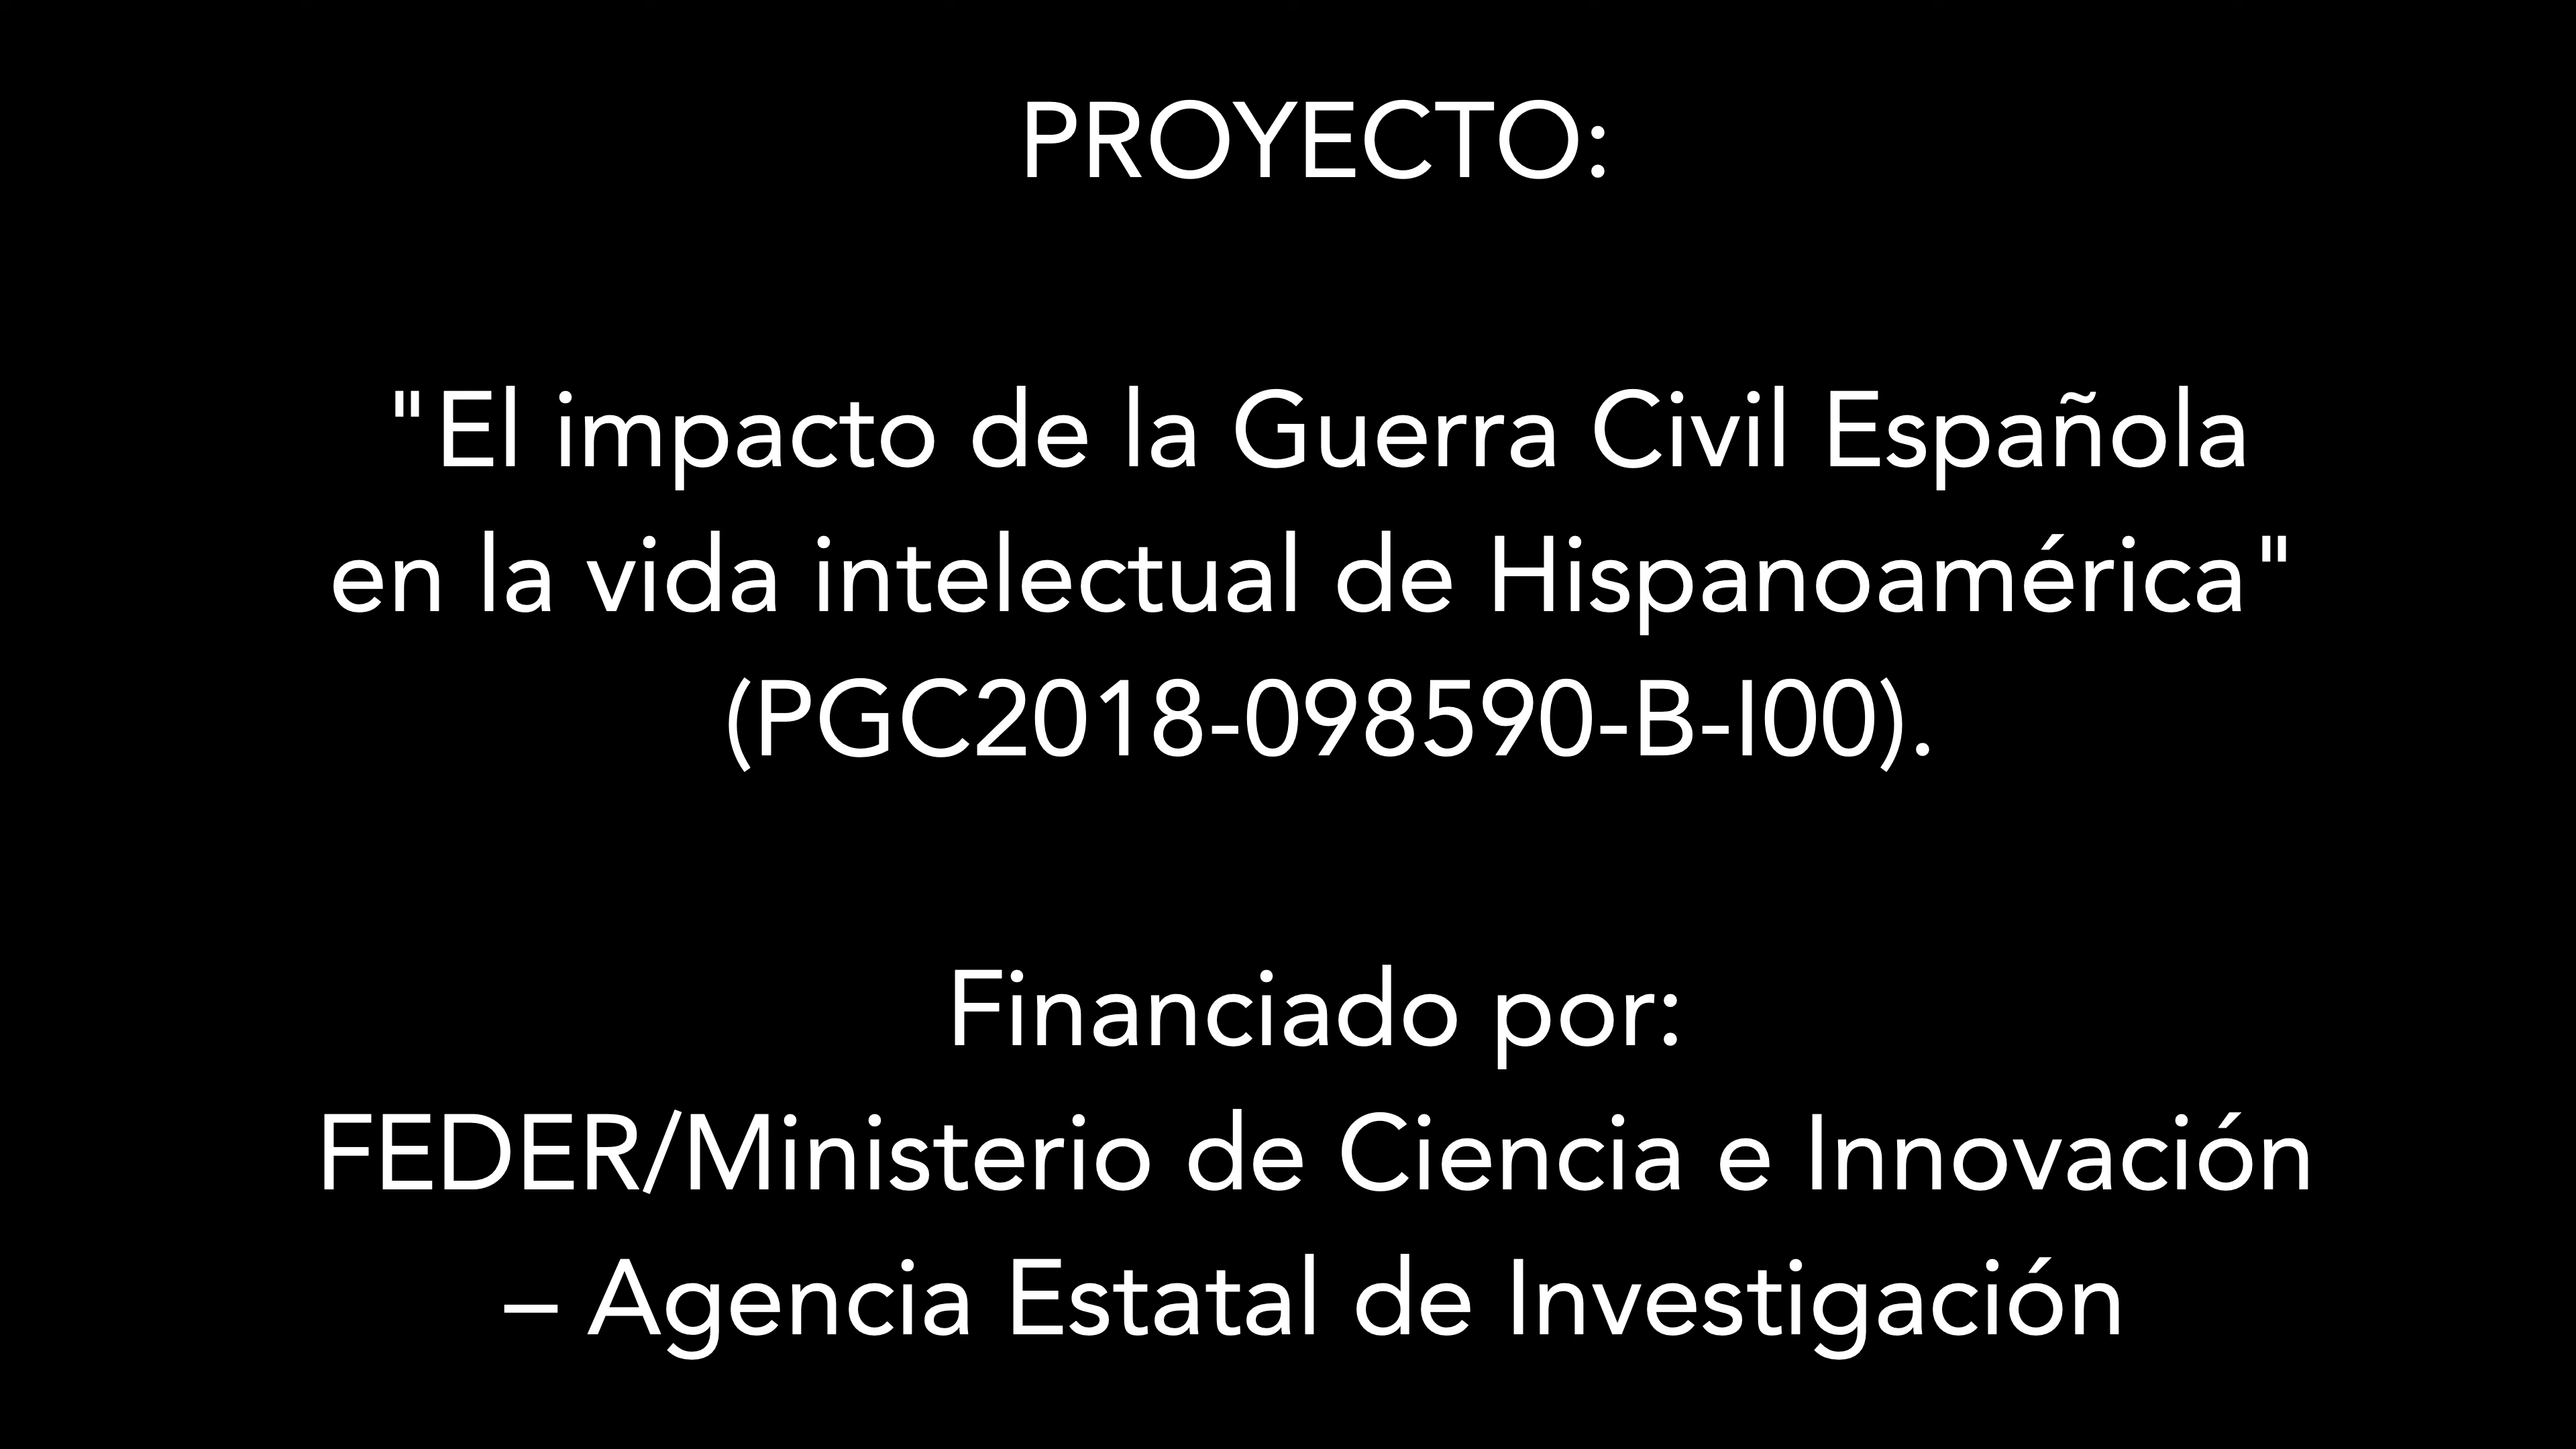 PROYECTO:
"El impacto de la Guerra Civil Española
en la vida intelectual de Hispanoamérica"
(PGC2018-098590-B-I00).
Financiado por:
FEDER/Ministerio de Ciencia e Innovación
– Agencia Estatal de Investigación